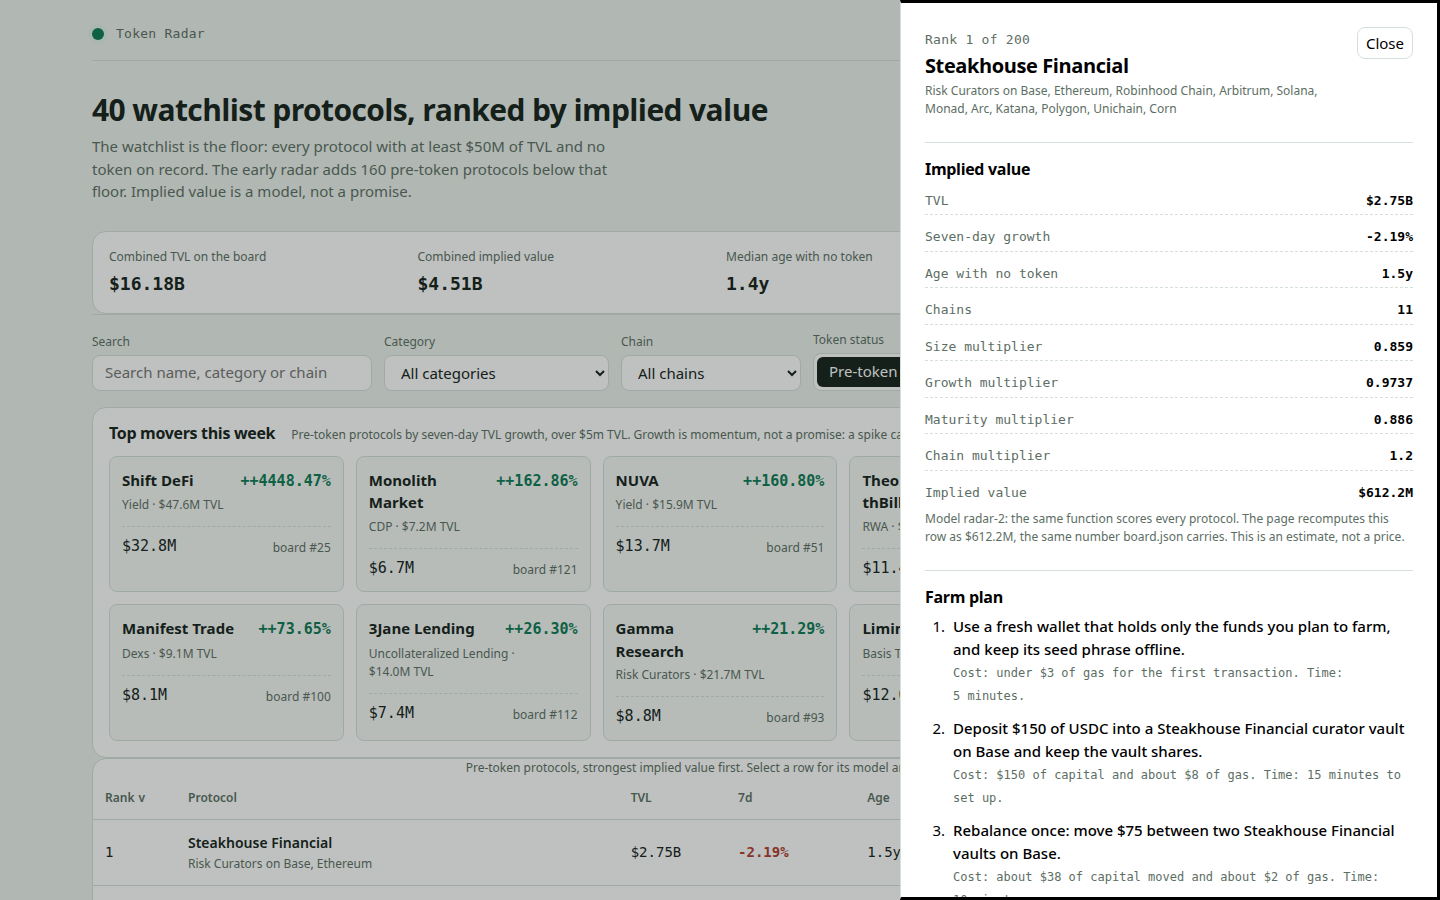 Token Radar
40 watchlist protocols, ranked by implied value
The watchlist is the floor: every protocol with at least $50M of TVL and no
token on record. The early radar adds 160 pre-token protocols below that
floor. Implied value is a model, not a promise.
Combined TVL on the board
$16.18B
Combined implied value
$4.51B
Median age with no token
1.4y
Search
Search name, category or chain
Category
All categories
Chain
All chains
Token status
Pre-token
Top movers this week
Pre-token protocols by seven-day TVL growth, over $5m TVL. Growth is momentum, not a promise: a spike ca
Shift DeFi
++4448.47%
Yield · $47.6M TVL
$32.8M
board #25
Monolith
Market
++162.86%
CDP · $7.2M TVL
$6.7M
board #121
NUVA
++160.80%
Yield · $15.9M TVL
$13.7M
board #51
Theo
thBill
RWA ·
$11.
Manifest Trade
++73.65%
Dexs · $9.1M TVL
$8.1M
board #100
3Jane Lending
++26.30%
Uncollateralized Lending ·
$14.0M TVL
$7.4M
board #112
Gamma
Research
++21.29%
Risk Curators · $21.7M TVL
$8.8M
board #93
Limin
Basis T
$12.
Pre-token protocols, strongest implied value first. Select a row for its model a
Rank v
Protocol
TVL
7d
Age
1
Steakhouse Financial
Risk Curators on Base, Ethereum
$2.75B
-2.19%
1.5y
Rank 1 of 200
Close
Steakhouse Financial
Risk Curators on Base, Ethereum, Robinhood Chain, Arbitrum, Solana,
Monad, Arc, Katana, Polygon, Unichain, Corn
Implied value
TVL $2.75B
Seven-day growth -2.19%
Age with no token 1.5y
Chains 11
Size multiplier 0.859
Growth multiplier 0.9737
Maturity multiplier 0.886
Chain multiplier 1.2
Implied value $612.2M
Model radar-2: the same function scores every protocol. The page recomputes this
row as $612.2M, the same number board.json carries. This is an estimate, not a price.
Farm plan
1. Use a fresh wallet that holds only the funds you plan to farm,
and keep its seed phrase offline.
Cost: under $3 of gas for the first transaction. Time:
5 minutes.
2. Deposit $150 of USDC into a Steakhouse Financial curator vault
on Base and keep the vault shares.
Cost: $150 of capital and about $8 of gas. Time: 15 minutes to
set up.
3. Rebalance once: move $75 between two Steakhouse Financial
vaults on Base.
Cost: about $38 of capital moved and about $2 of gas. Time: